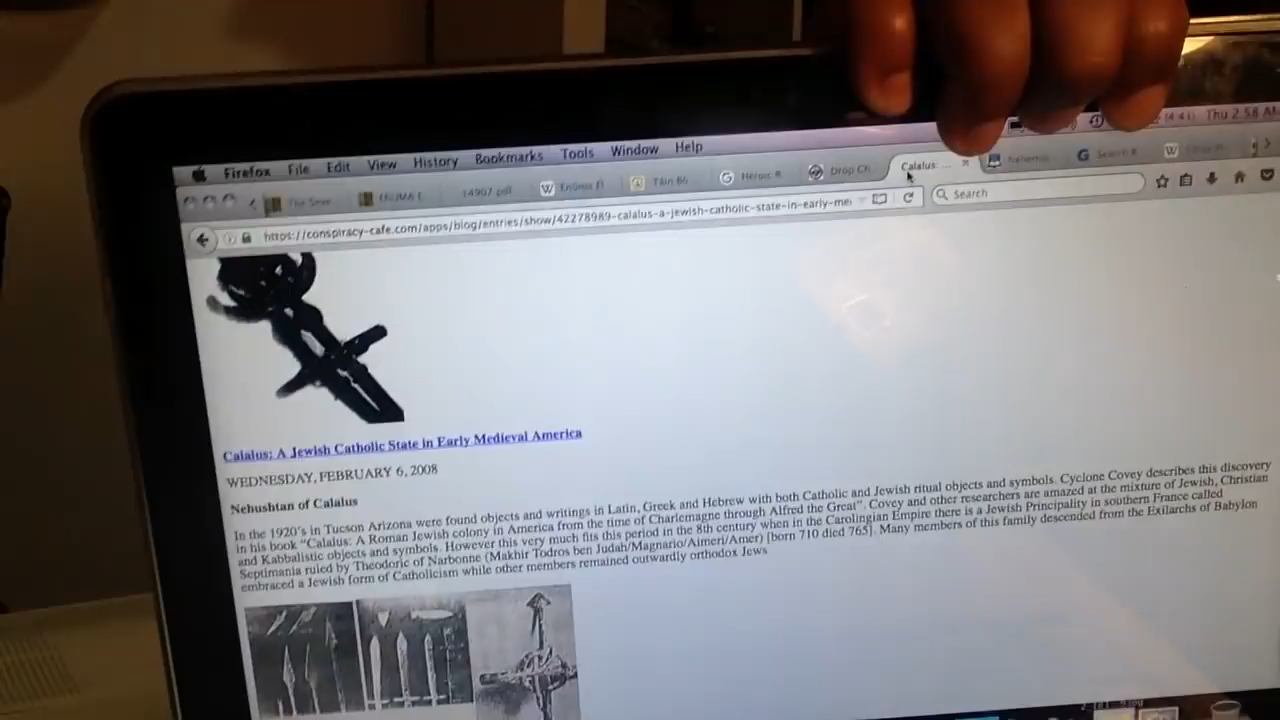 Firefox File Edit View History Bookmarks Tools Window Help
Thu 2:58 AM
14907.pdf
Drop Ch
Calalus:
https://conspiracy-cafe.com/apps/blog/entries/show/42278989-calalus-a-jewish-catholic-state-in-early-me
Search
Calalus: A Jewish Catholic State in Early Medieval America
WEDNESDAY, FEBRUARY 6, 2008
Nehushtan of Calalus
In the 1920's in Tucson Arizona were found objects and writings in Latin, Greek and Hebrew with both Catholic and Jewish ritual objects and symbols. Cyclone Covey describes this discovery
in his book "Calalus: A Roman Jewish colony in America from the time of Charlemagne through Alfred the Great". Covey and other researchers are amazed at the mixture of Jewish, Christian
and Kabbalistic objects and symbols. However this very much fits this period in the 8th century when in the Carolingian Empire there is a Jewish Principality in southern France called
Septimania ruled by Theodoric of Narbonne (Makhir Todros ben Judah/Magnario/Aimeri/Amer) [born 710 died 765]. Many members of this family descended from the Exilarchs of Babylon
embraced a Jewish form of Catholicism while other members remained outwardly orthodox Jews